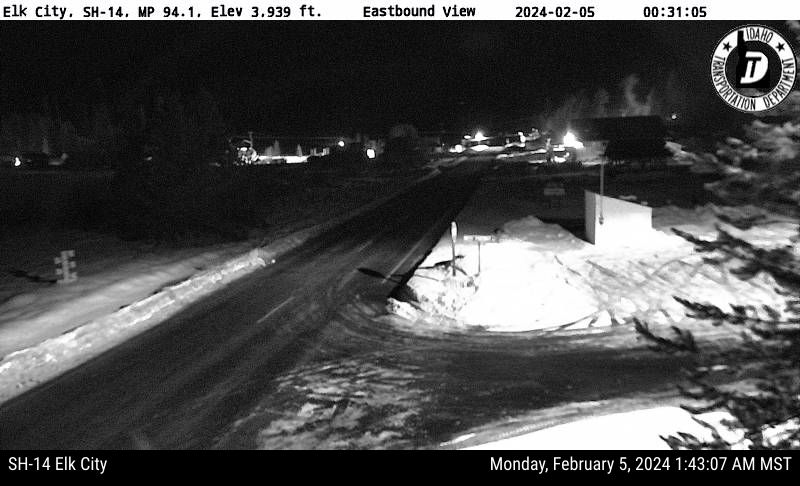 Elk City, SH-14, MP 94.1, Elev 3,939 ft. Eastbound View 2024-02-05 00:31:05
IDAHO
TRANSPORTATION DEPARTMENT
SH-14 Elk City Monday, February 5, 2024 1:43:07 AM MST